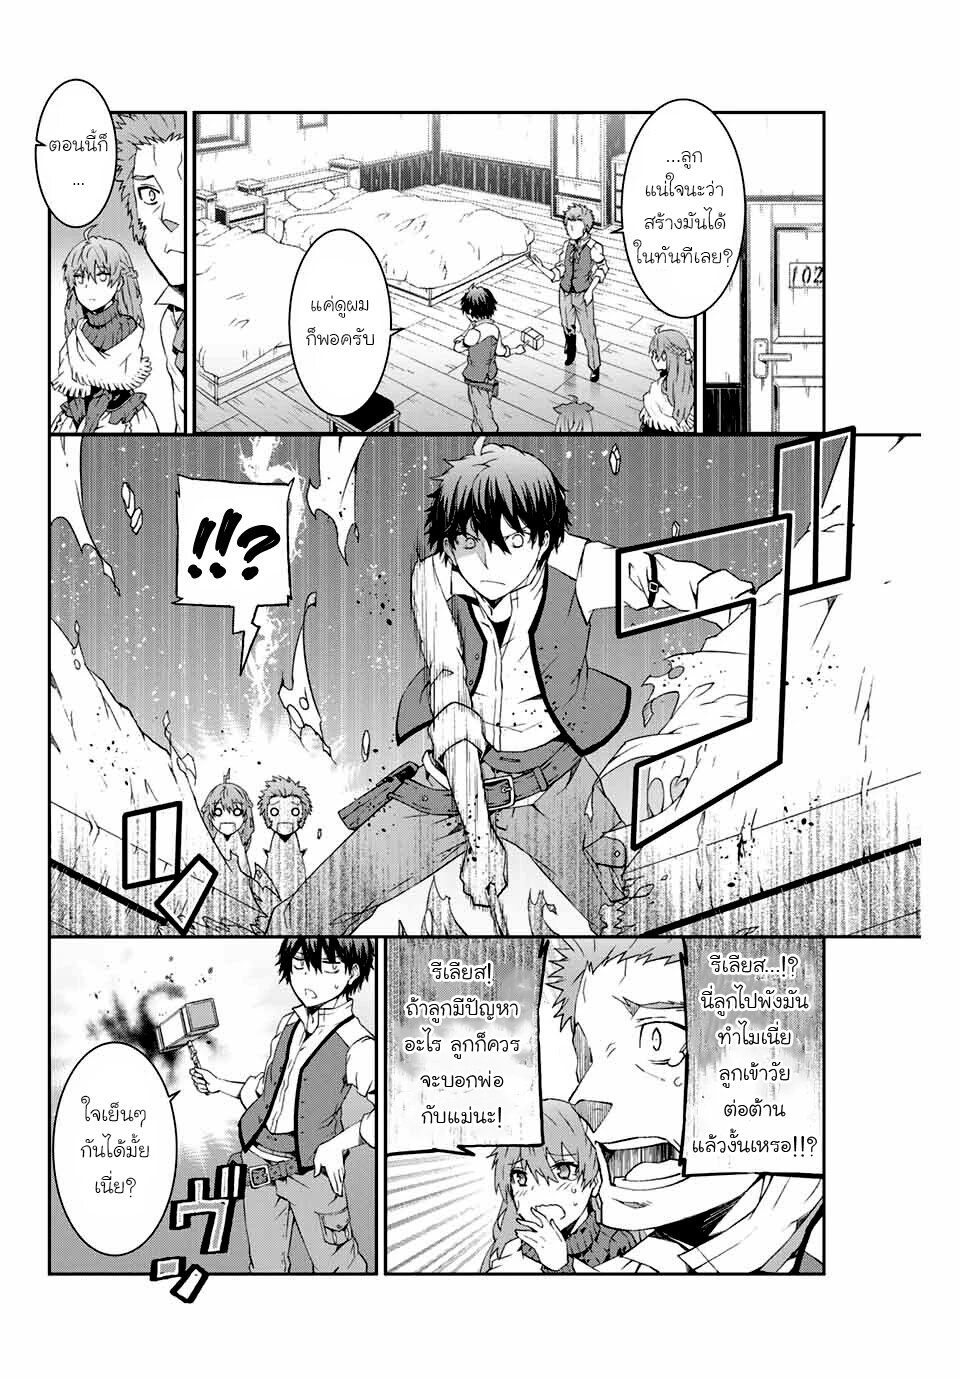 ...ลูก
แน่ใจนะว่า
สร้างมันได้
ในทันทีเลย?
102
แค่ดูผม
ก็พอครับ
ตอนนี้ก็
...
!!?
รีเลียส...!?
นี่ลูกไปพังมัน
ทำไมเนี่ย
ลูกเข้าวัย
ต่อต้าน
แล้วงั้นเหรอ!!?
รีเลียส!
ถ้าลูกมีปัญหา
อะไร ลูกก็ควร
จะบอกพ่อ
กับแม่นะ!
ใจเย็นๆ
กันได้มั้ย
เนี่ย?